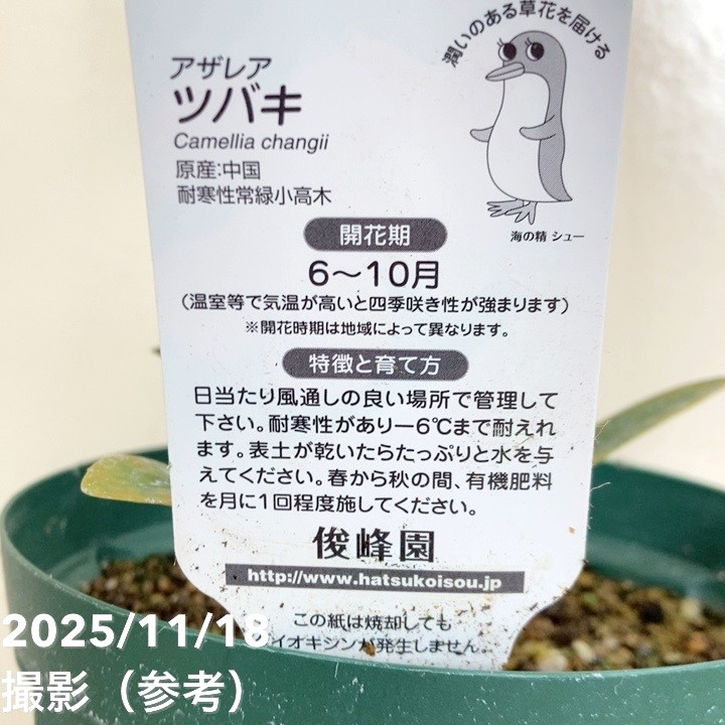 潤いのある草花を届ける
アザレア
ツバキ
Camellia changii
原産:中国
耐寒性常緑小高木
海の精 シュー
開花期
6〜10月
(温室等で気温が高いと四季咲き性が強まります)
※開花時期は地域によって異なります。
特徴と育て方
日当たり風通しの良い場所で管理して
下さい。耐寒性があり−6℃まで耐えれ
ます。表土が乾いたらたっぷりと水を与
えてください。春から秋の間、有機肥料
を月に1回程度施してください。
俊峰園
http://www.hatsukoisou.jp
この紙は焼却しても
イオキシンが発生しません。
2025/11/18
撮影（参考）